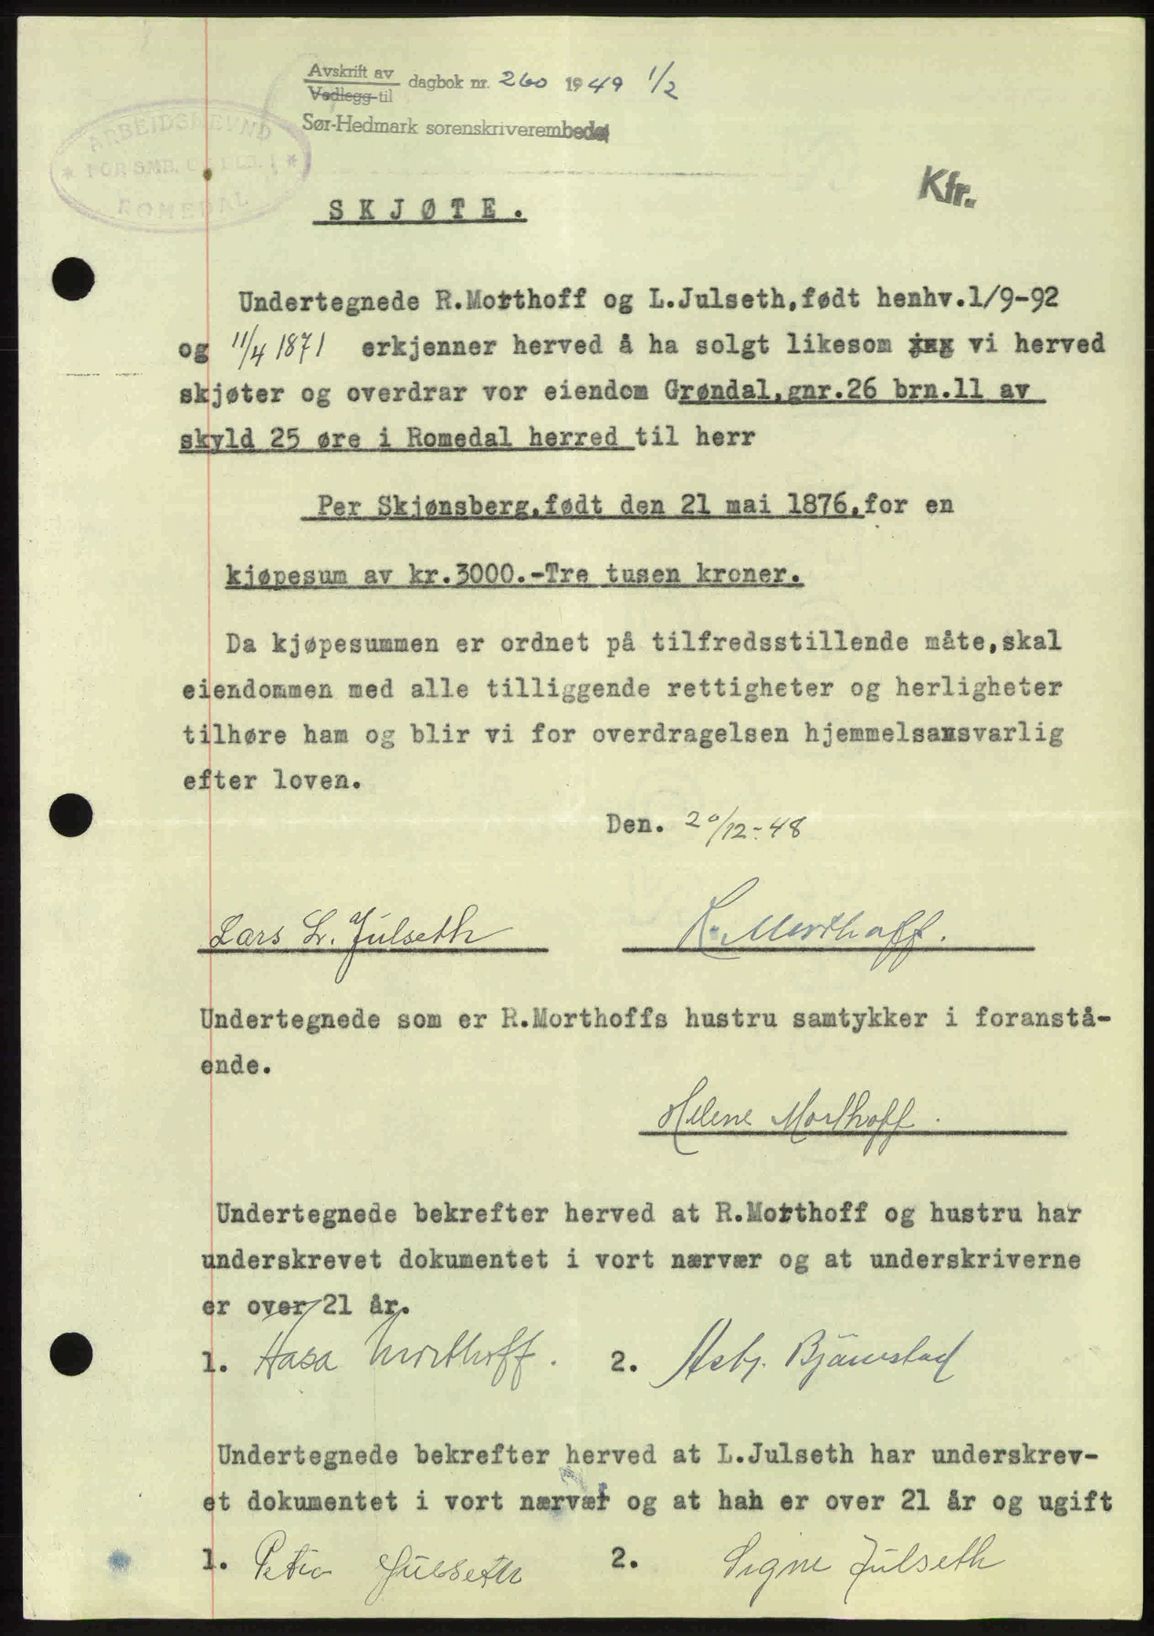 Avskrift av
Vedlegg til
dagbok nr. 260 1949 1/2
Sør-Hedmark sorenskriverembede
ARBEIDSNEVND
ROMEDAL
Kfr.
SKJØTE.
Undertegnede R.Morthoff og L.Julseth,født henhv.1/9-92
og 11/4 1871 erkjenner herved å ha solgt likesom jeg vi herved
skjøter og overdrar vor eiendom Grøndal,gnr.26 brn.11 av
skyld 25 øre i Romedal herred til herr
Per Skjønsberg,født den 21 mai 1876,for en
kjøpesum av kr.3000.-Tre tusen kroner.
Da kjøpesummen er ordnet på tilfredsstillende måte,skal
eiendommen med alle tilliggende rettigheter og herligheter
tilhøre ham og blir vi for overdragelsen hjemmelsansvarlig
efter loven.
Den. 20/12-48
Lars L. Julseth R. Morthoff.
Undertegnede som er R.Morthoffs hustru samtykker i foranstå-
ende.
Helene Morthoff.
Undertegnede bekrefter herved at R.Morthoff og hustru har
underskrevet dokumentet i vort nærvær og at underskriverne
er over 21 år.
1. Aasa Morthoff. 2. Asbj. Bjørnstad
Undertegnede bekrefter herved at L.Julseth har underskrev-
et dokumentet i vort nærvær og at han er over 21 år og ugift
1. Julseth 2. Signe Julseth